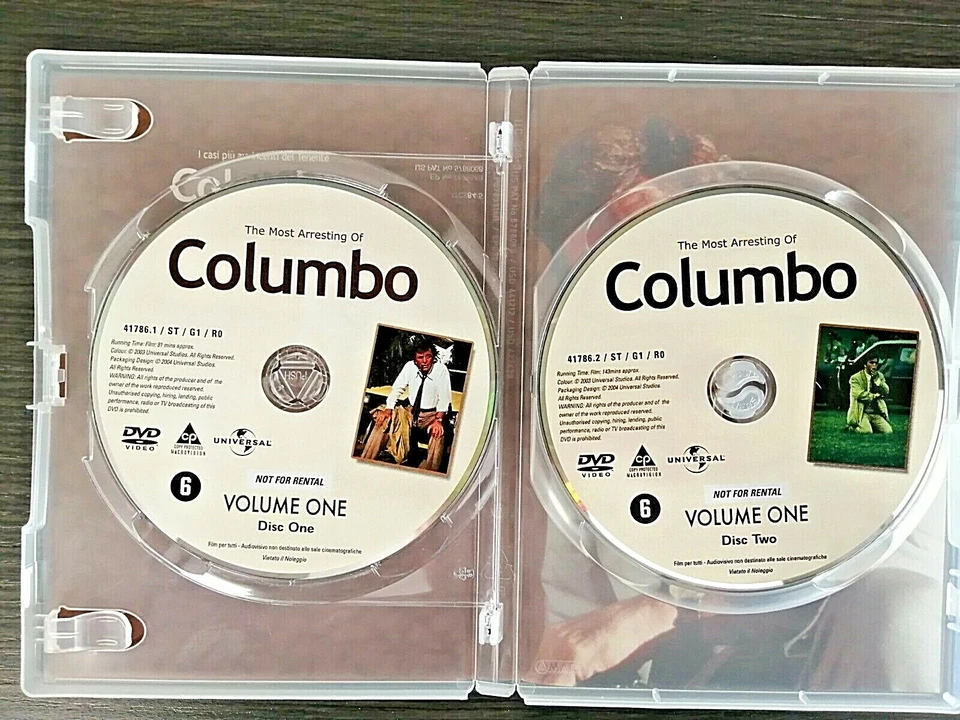 I casi più
del Tenente
US PAT No 5788068
The Most Arresting Of
Columbo
41786.1 / ST / G1 / R0
Running Time: Film: 91 mins approx.
Colour. © 2003 Universal Studios. All Rights Reserved.
Packaging Design: © 2004 Universal Studios.
All Rights Reserved.
WARNING: All rights of the producer and of the
owner of the work reproduced reserved.
Unauthorised copying, hiring, lending, public
performance, radio or TV broadcasting of this
DVD is prohibited.
PUSH
DVD
VIDEO
CP
COPY PROTECTED
MACROVISION
UNIVERSAL
6
NOT FOR RENTAL
VOLUME ONE
Disc One
Film per tutti - Audiovisivo non destinato alle sale cinematografiche
Vietato il Noleggio
The Most Arresting Of
Columbo
41786.2 / ST / G1 / R0
Running Time: Film: 143mins approx.
Colour. © 2003 Universal Studios. All Rights Reserved.
Packaging Design: © 2004 Universal Studios.
All Rights Reserved.
WARNING: All rights of the producer and of the
owner of the work reproduced reserved.
Unauthorised copying, hiring, lending, public
performance, radio or TV broadcasting of this
DVD is prohibited.
DVD
VIDEO
CP
COPY PROTECTED
MACROVISION
UNIVERSAL
6
NOT FOR RENTAL
VOLUME ONE
Disc Two
Film per tutti - Audiovisivo non destinato alle sale cinematografiche
Vietato il Noleggio